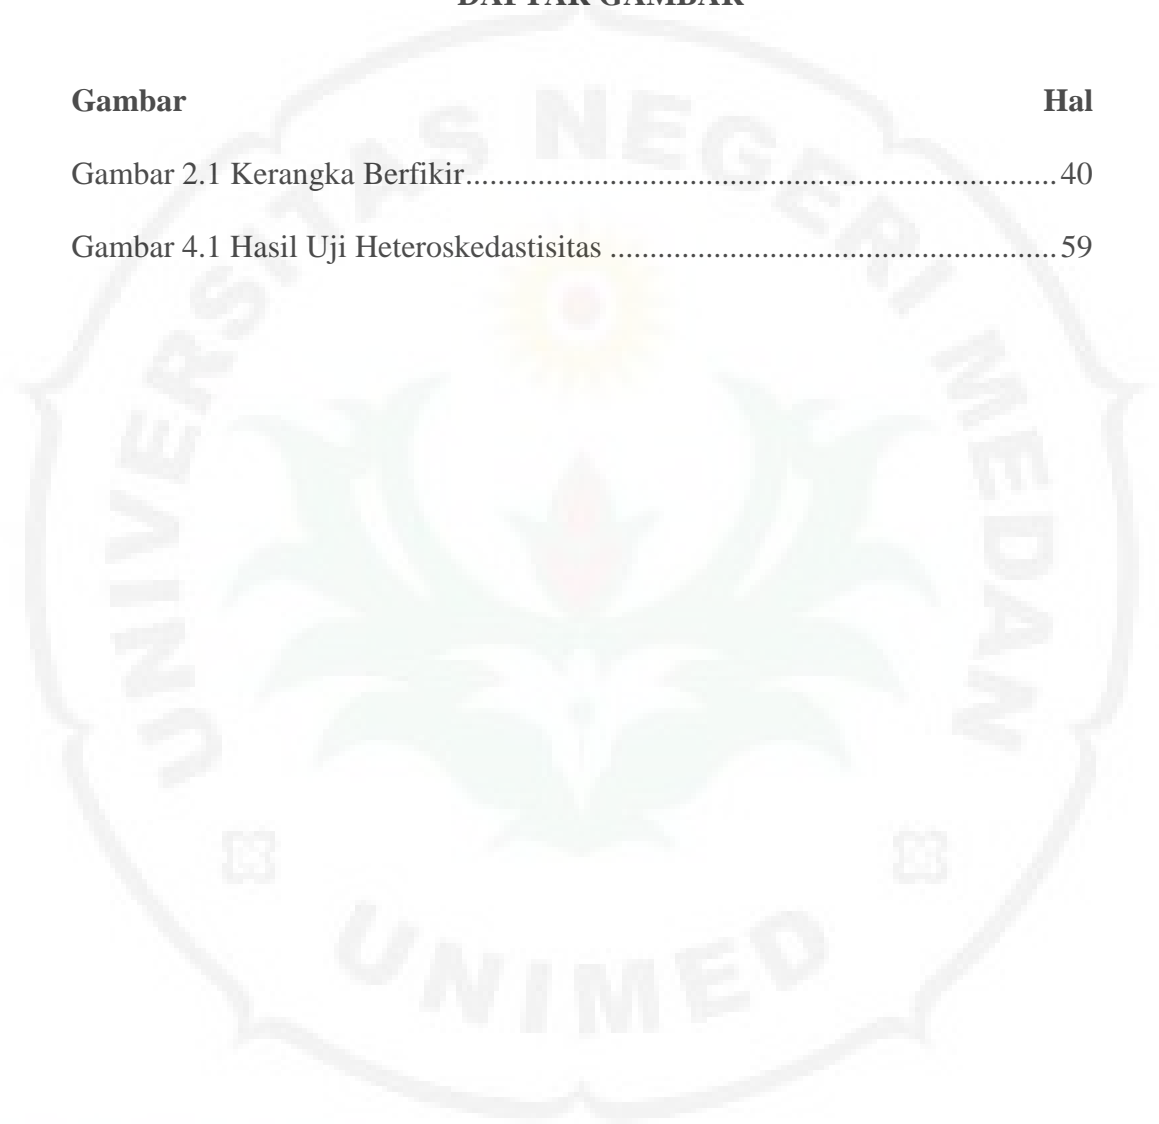 DAFTAR GAMBAR
Gambar Hal
Gambar 2.1 Kerangka Berfikir.........................................................................40
Gambar 4.1 Hasil Uji Heteroskedastisitas .......................................................59
UNIVERSITAS NEGERI MEDAN
UNIMED